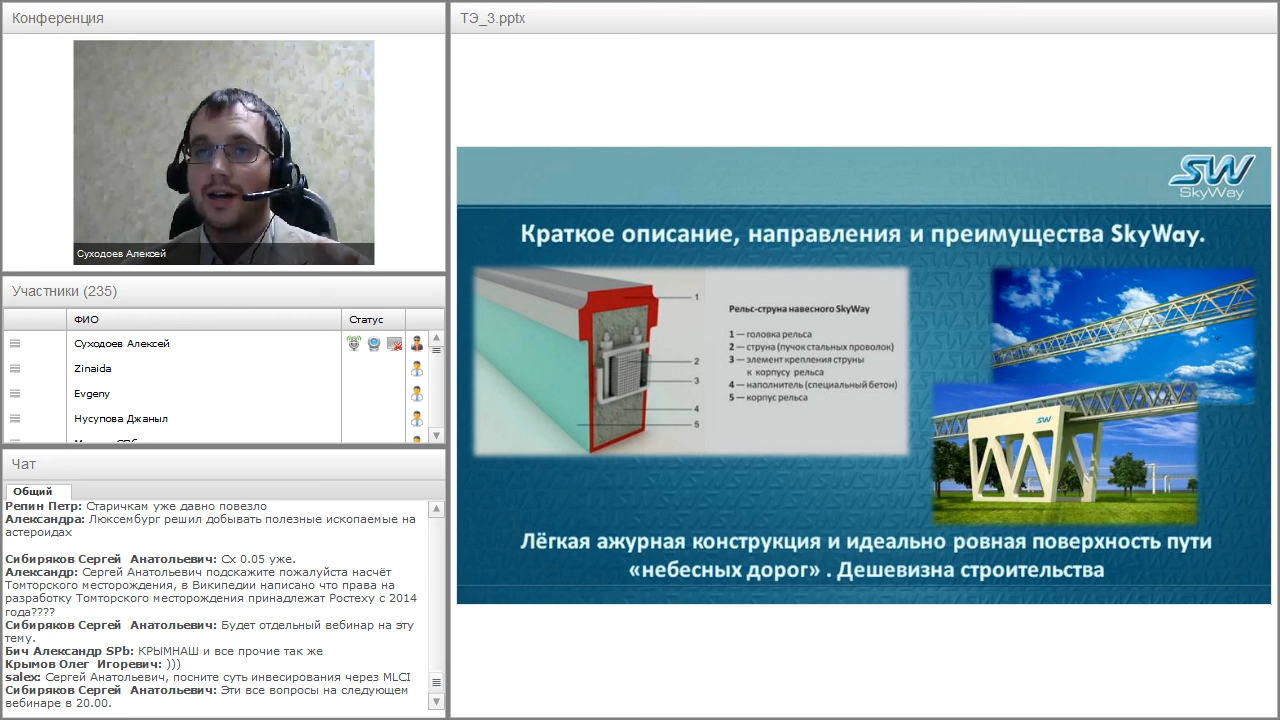 Конференция
Суходоев Алексей
Участники (235)
ФИО
Статус
Суходоев Алексей
Zinaida
Evgeny
Нусупова Джаныл
Чат
Общий
Репин Петр: Старичкам уже давно повезло
Александра: Люксембург решил добывать полезные ископаемые на
астероидах
Сибиряков Сергей Анатольевич: Сх 0.05 уже.
Александр: Сергей Анатольевич подскажите пожалуйста насчёт
Томторского месторождения, в Википедии написано что права на
разработку Томторского месторождения принадлежат Ростеху с 2014
года????
Сибиряков Сергей Анатольевич: Будет отдельный вебинар на эту
тему.
Бич Александр SPb: КРЫМНАШ и все прочие так же
Крымов Олег Игоревич: )))
salex: Сергей Анатольевич, посните суть инвесирования через MLCI
Сибиряков Сергей Анатольевич: Эти все вопросы на следующем
вебинаре в 20.00.
ТЭ_3.pptx
SW
SkyWay
Краткое описание, направления и преимущества SkyWay.
1
2
3
4
5
Рельс-струна навесного SkyWay
1 — головка рельса
2 — струна (пучок стальных проволок)
3 — элемент крепления струны
к корпусу рельса
4 — наполнитель (специальный бетон)
5 — корпус рельса
SW
Лёгкая ажурная конструкция и идеально ровная поверхность пути
«небесных дорог» . Дешевизна строительства